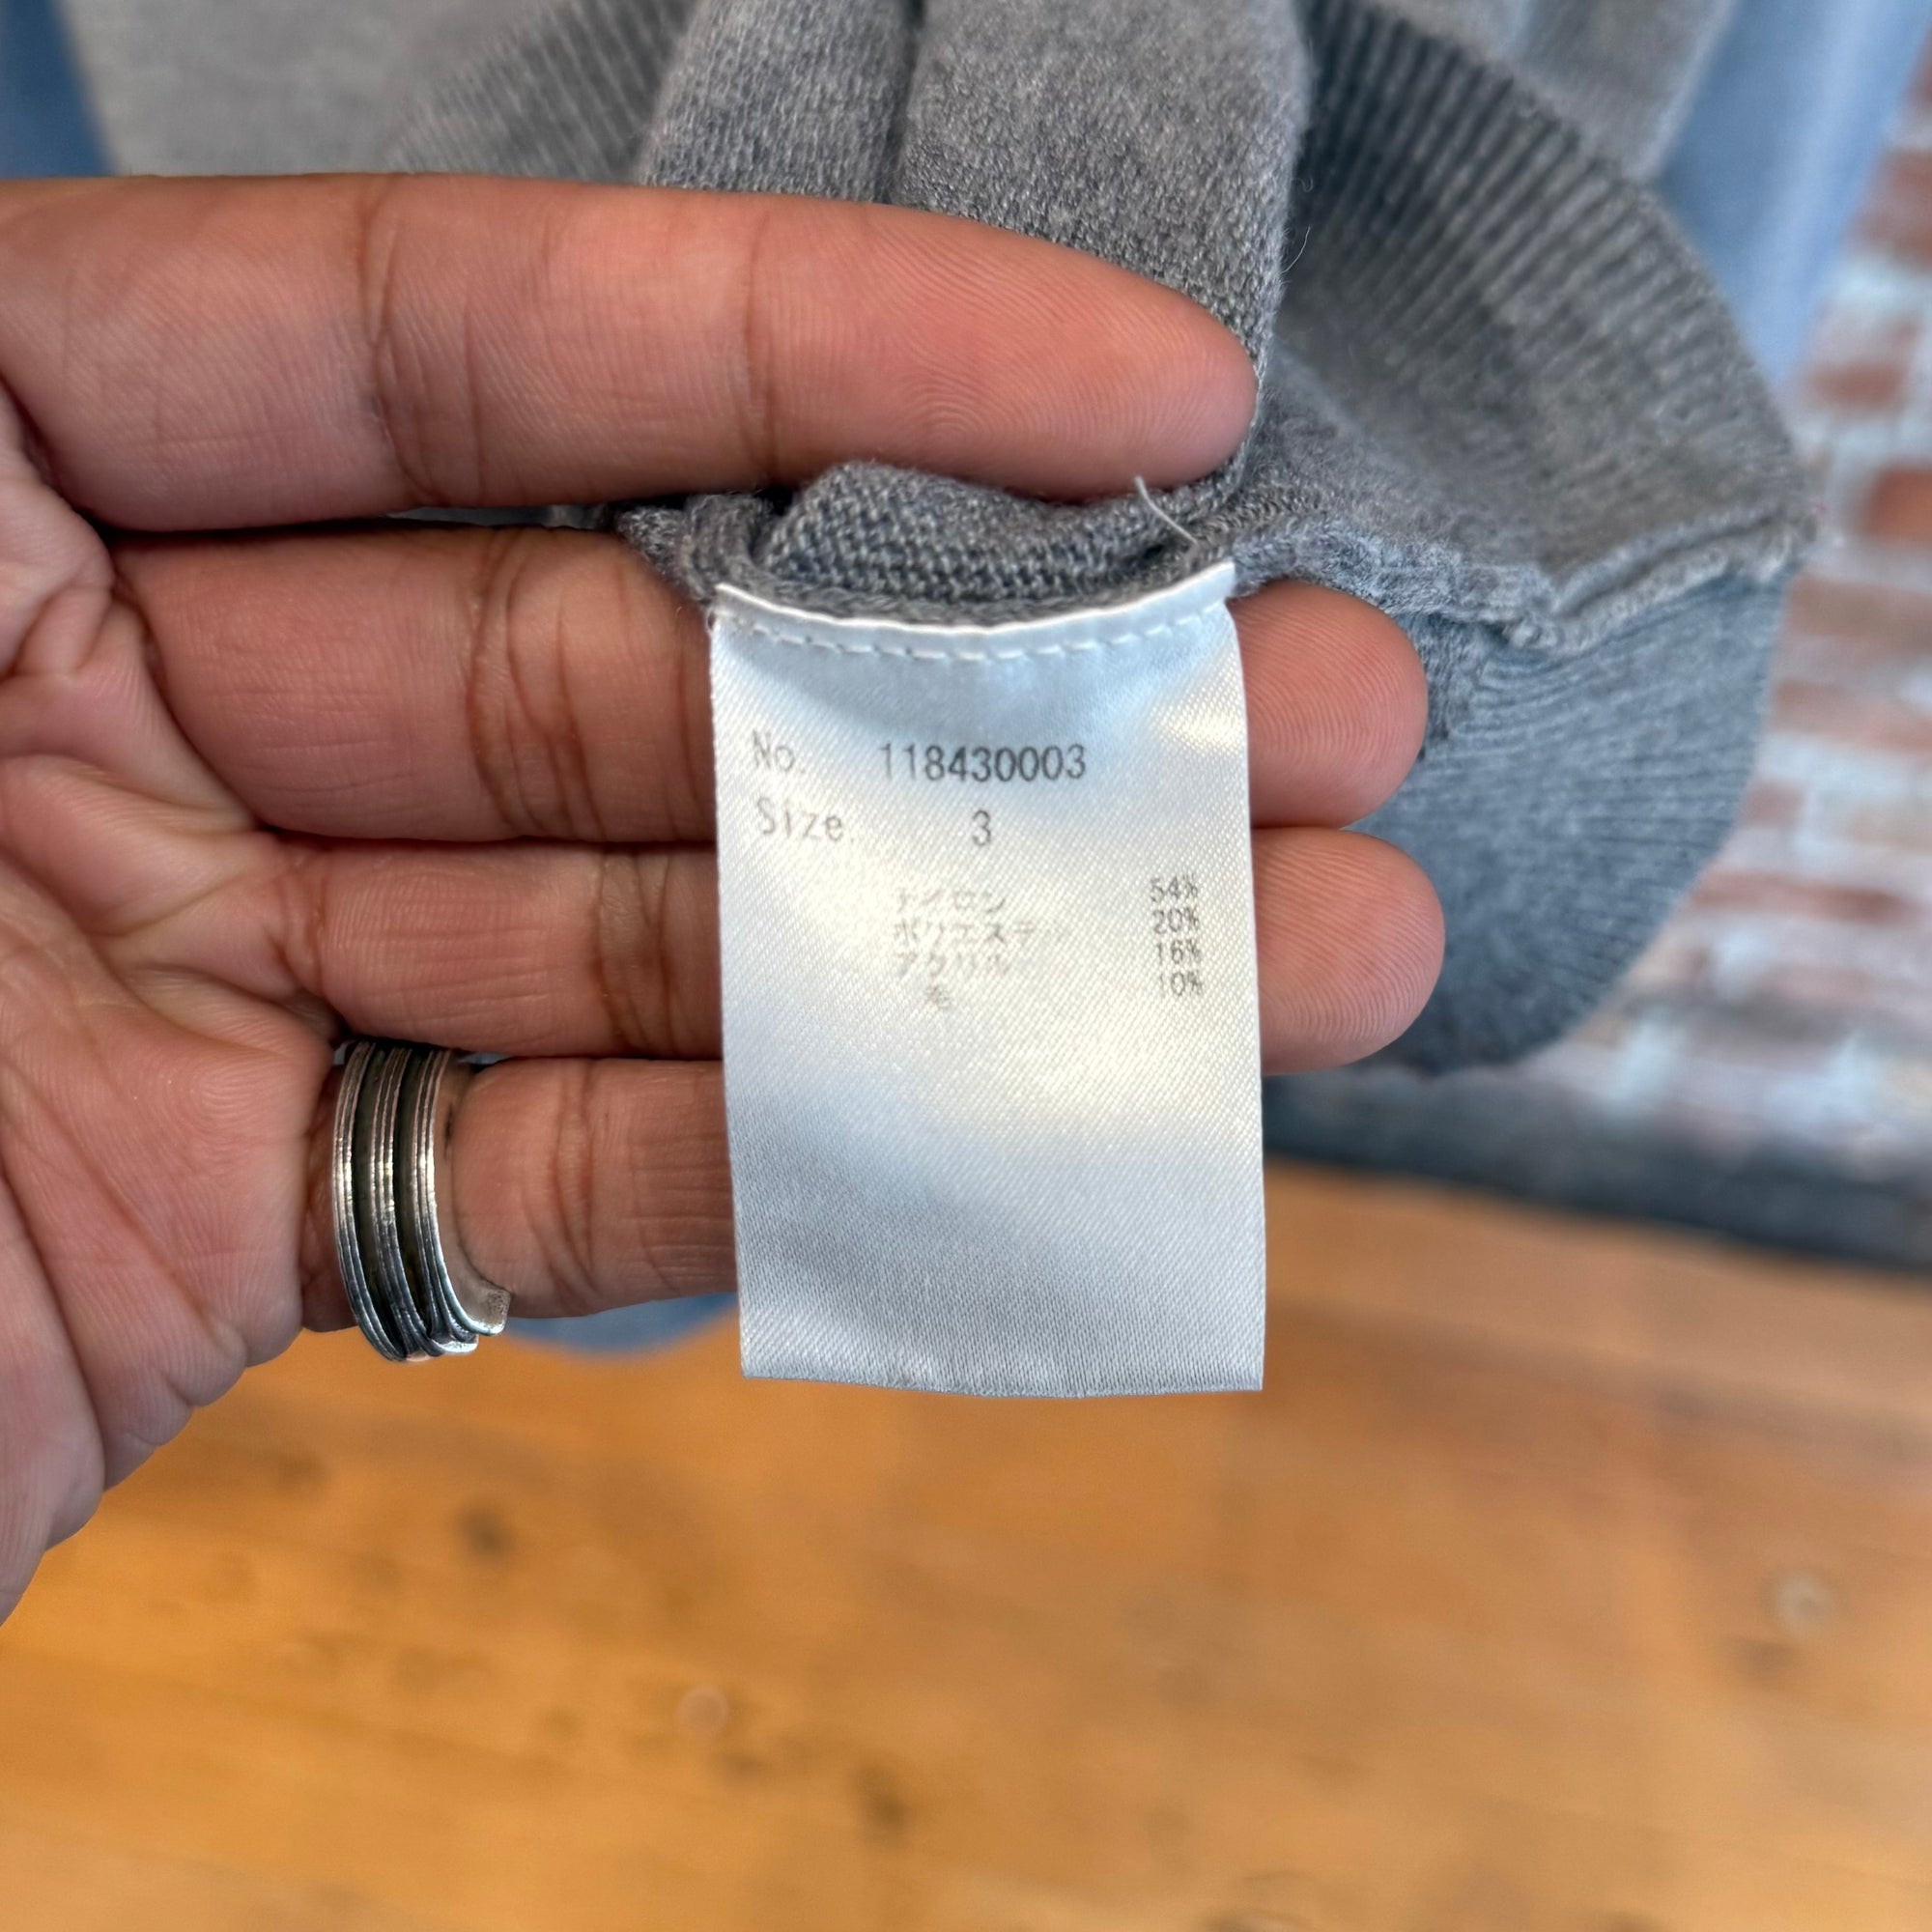 No. 118430003
Size. 3
ナイロン 54%
ポリエステ 20%
アクリル 16%
毛 10%